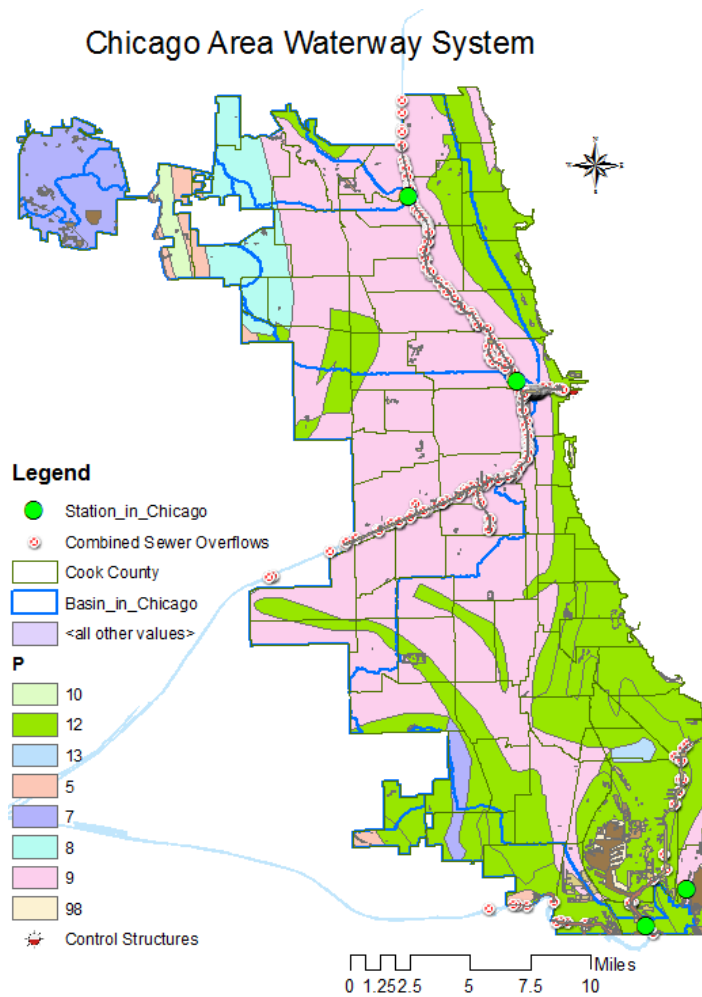 Chicago Area Waterway System
Legend
Station_in_Chicago
Combined Sewer Overflows
Cook County
Basin_in_Chicago
<all other values>
P
10
12
13
5
7
8
9
98
Control Structures
Miles
0 1.25 2.5 5 7.5 10